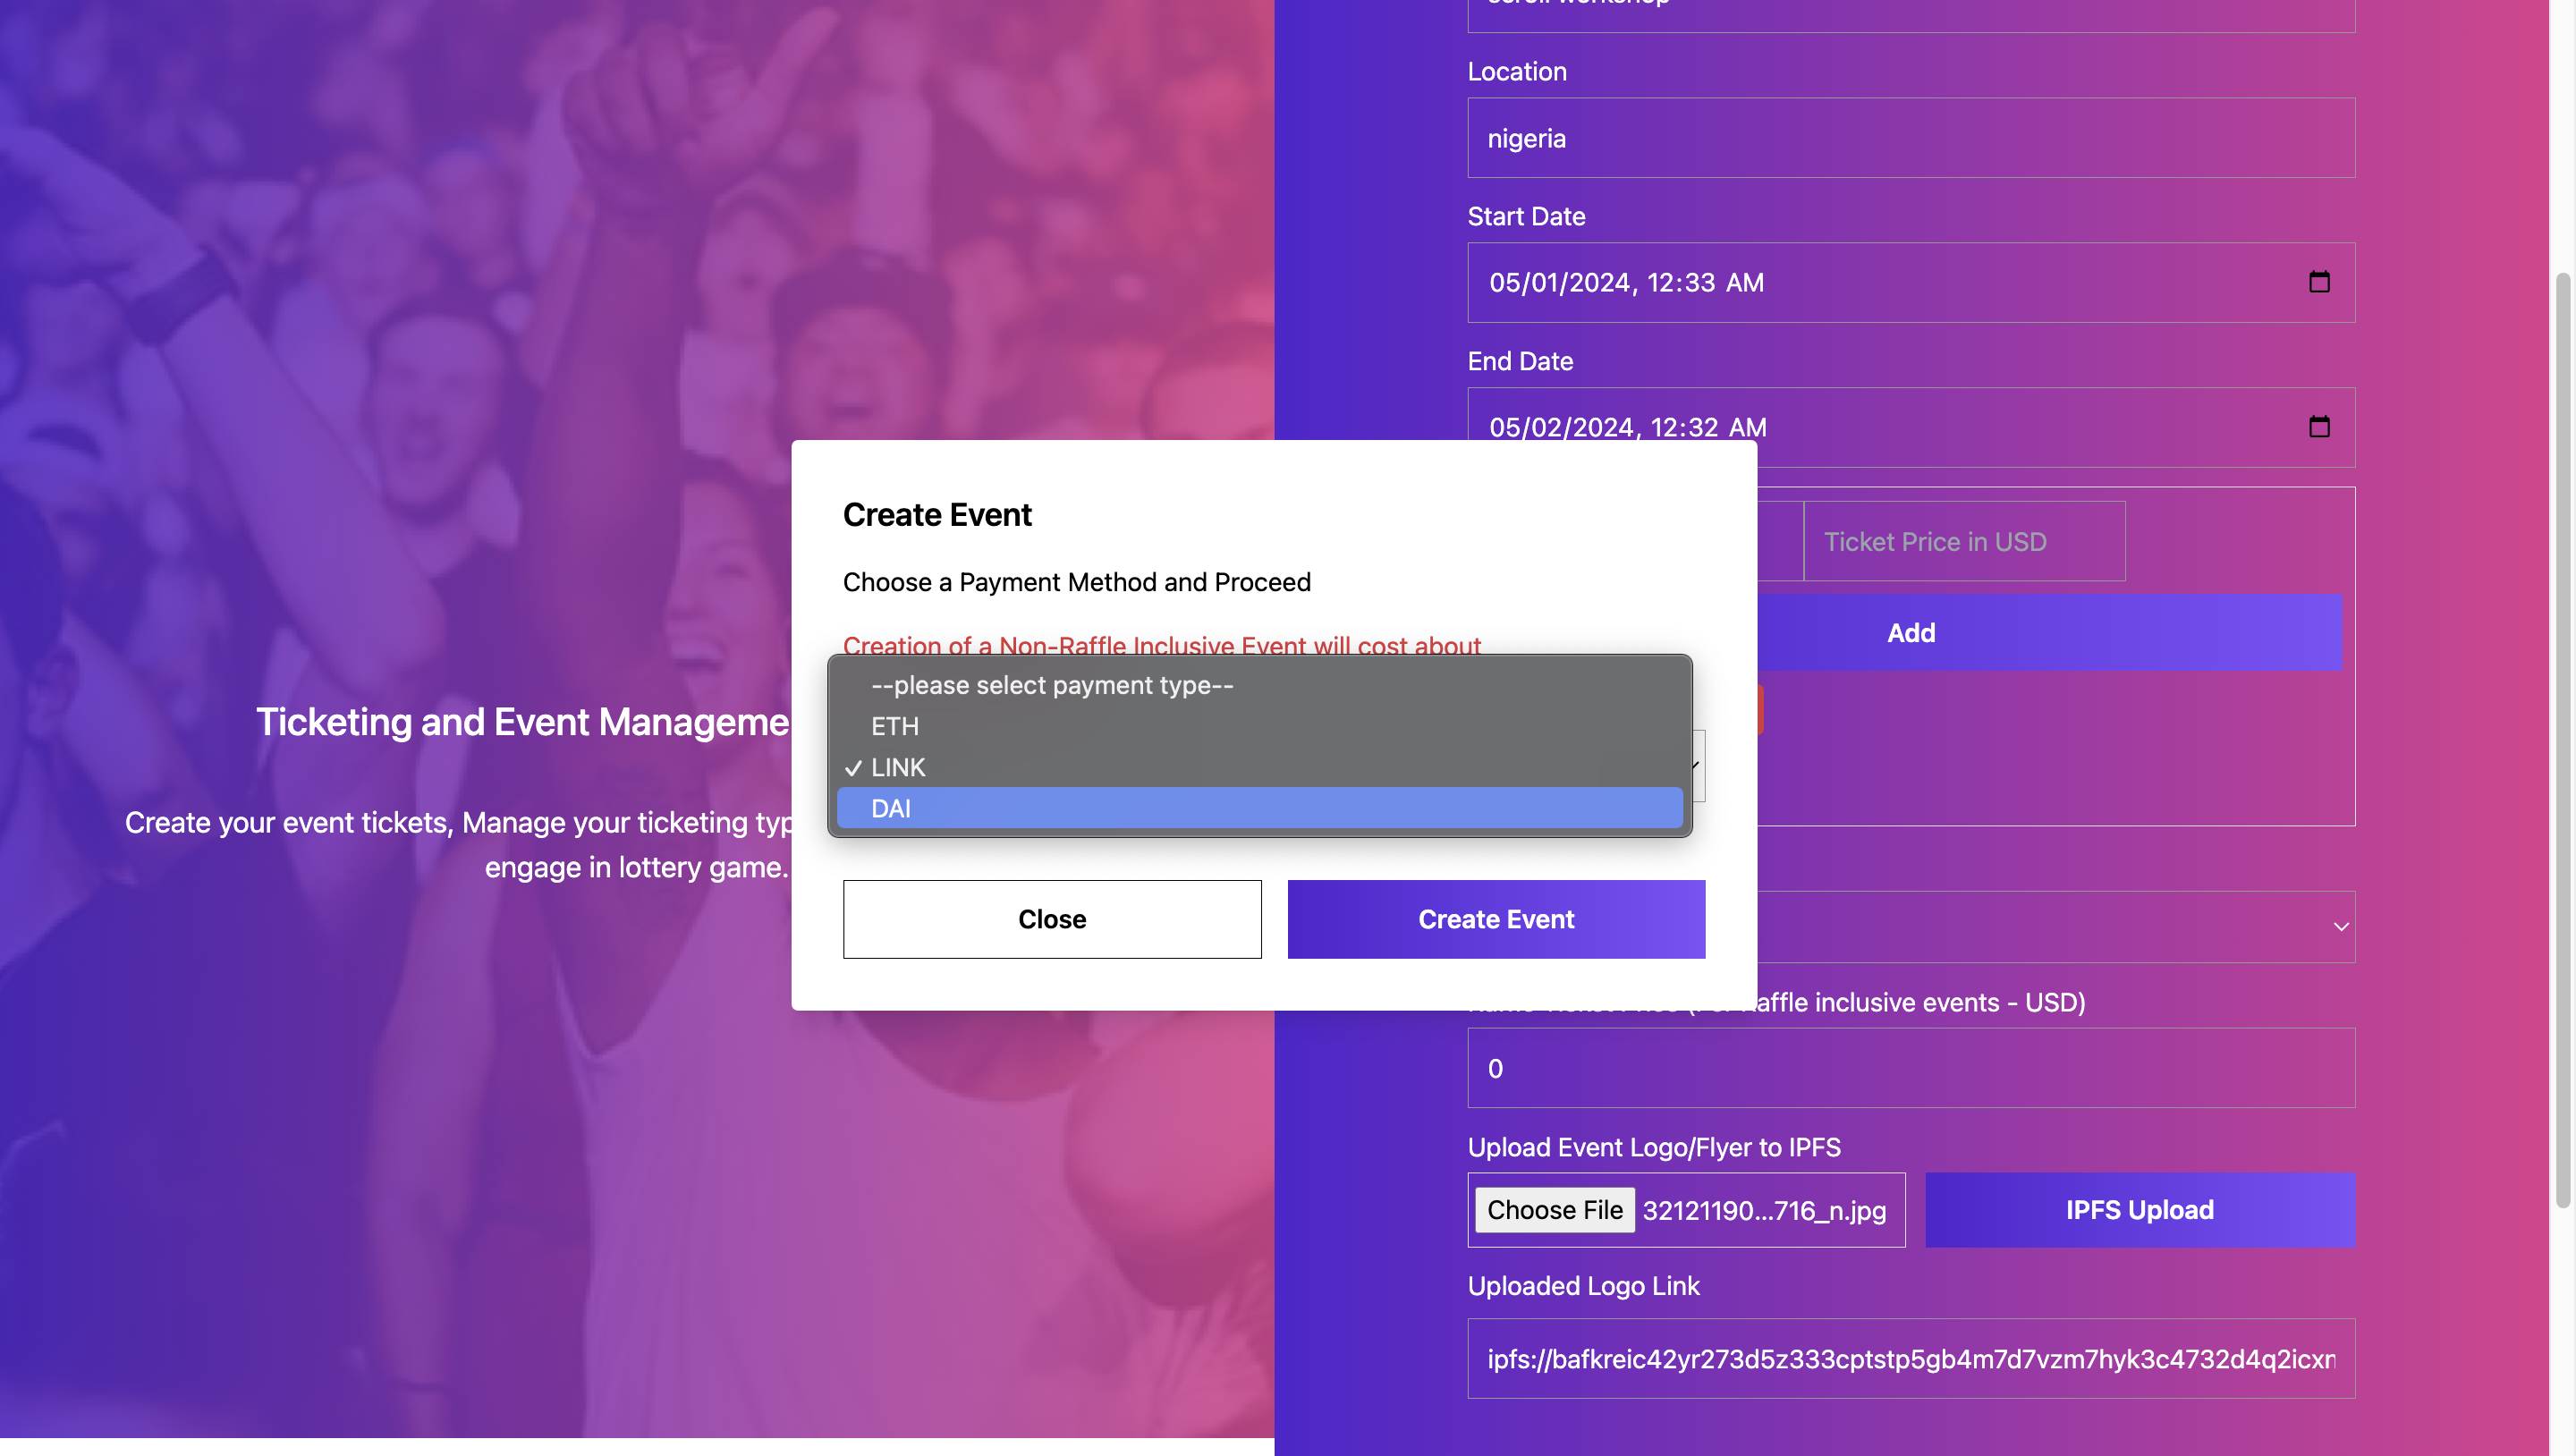 Location
nigeria
Start Date
05/01/2024, 12:33 AM
End Date
05/02/2024, 12:32 AM
Ticket Price in USD
Add
Create Event
Choose a Payment Method and Proceed
Creation of a Non-Raffle Inclusive Event will cost about
--please select payment type--
ETH
✓ LINK
DAI
Close
Create Event
Ticketing and Event Manageme
Create your event tickets, Manage your ticketing typ
engage in lottery game.
affle inclusive events - USD)
0
Upload Event Logo/Flyer to IPFS
Choose File 32121190...716_n.jpg
IPFS Upload
Uploaded Logo Link
ipfs://bafkreic42yr273d5z333cptstp5gb4m7d7vzm7hyk3c4732d4q2icxn